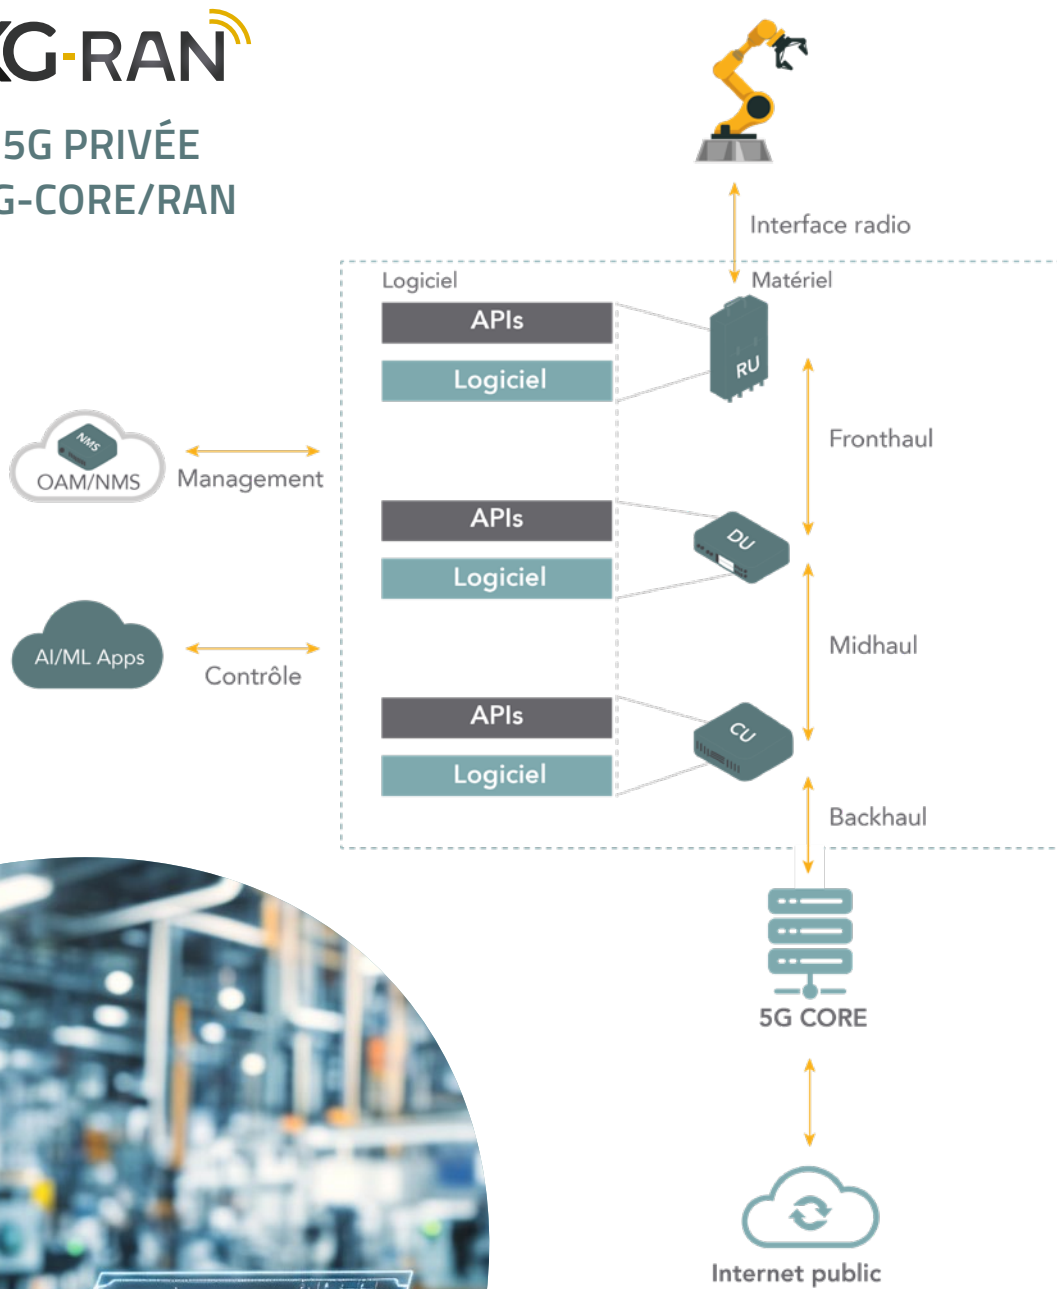 G-RAN
5G PRIVÉE
G-CORE/RAN
Interface radio
Logiciel
Matériel
APIs
Logiciel
RU
Fronthaul
NMS
OAM/NMS
Management
APIs
Logiciel
DU
Midhaul
AI/ML Apps
Contrôle
APIs
Logiciel
CU
Backhaul
5G CORE
Internet public